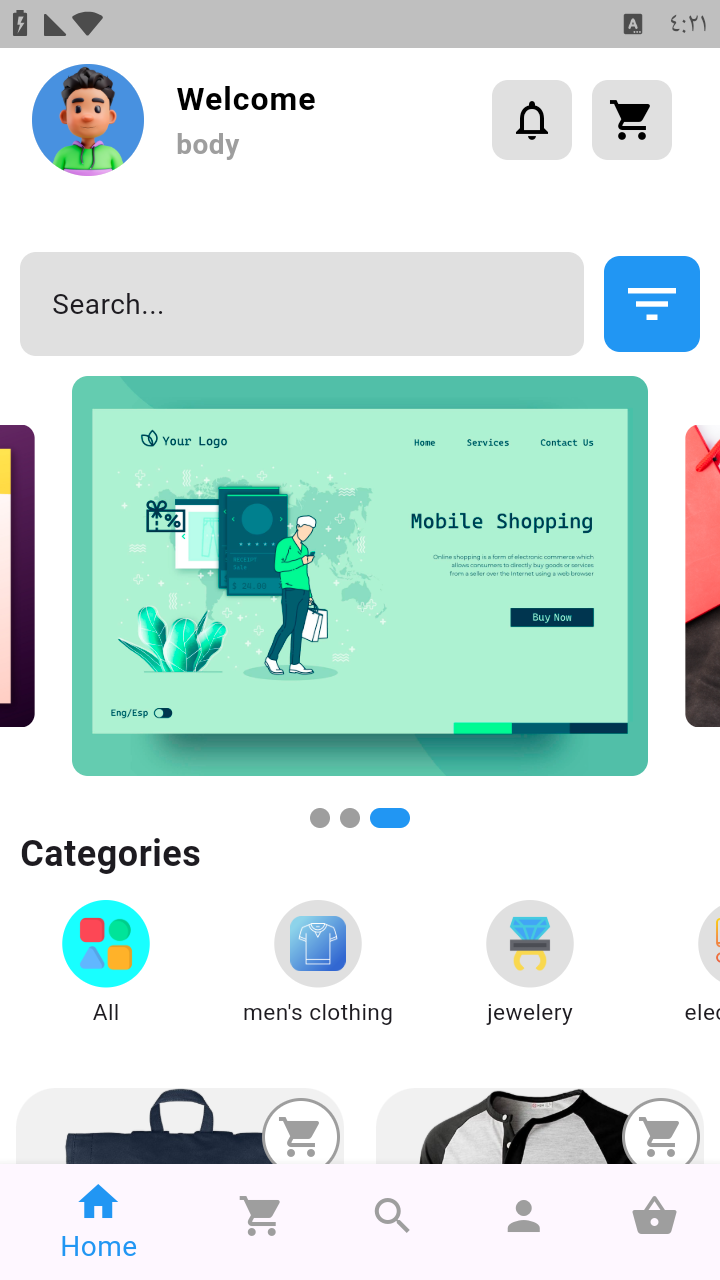 ٤:٢١
Welcome
body
Search...
Your Logo
Home Services Contact Us
Mobile Shopping
Online shopping is a form of electronic commerce which
allows consumers to directly buy goods or services
from a seller over the Internet using a web browser
Buy Now
Eng/Esp
Categories
All
men's clothing
jewelery
elec
Home